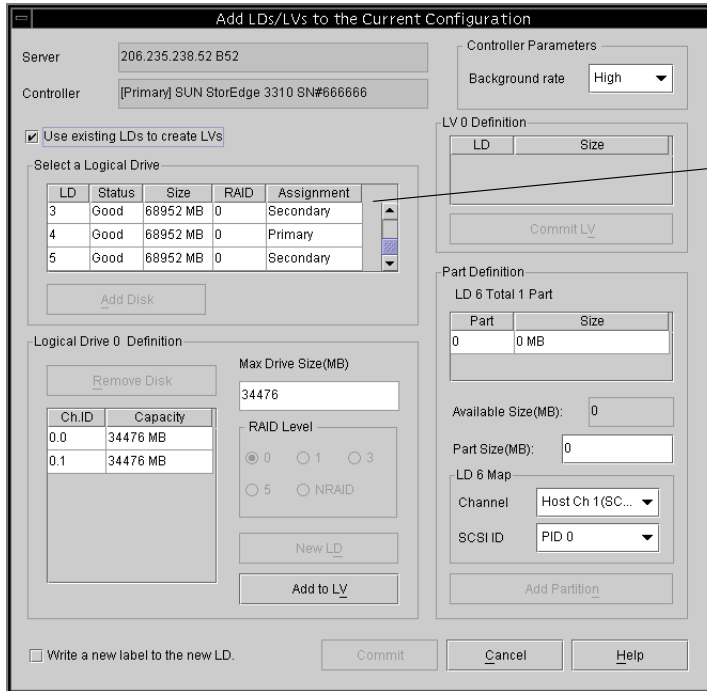 Add LDs/LVs to the Current Configuration
Server
206.235.238.52 B52
Controller
[Primary] SUN StorEdge 3310 SN#666666
Controller Parameters
Background rate
High
Use existing LDs to create LVs
Select a Logical Drive
LD Status Size RAID Assignment
3 Good 68952 MB 0 Secondary
4 Good 68952 MB 0 Primary
5 Good 68952 MB 0 Secondary
Add Disk
Logical Drive 0 Definition
Remove Disk
Ch.ID Capacity
0.0 34476 MB
0.1 34476 MB
Max Drive Size(MB)
34476
RAID Level
0 1 3
5 NRAID
New LD
Add to LV
LV 0 Definition
LD Size
Commit LV
Part Definition
LD 6 Total 1 Part
Part Size
0 0 MB
Available Size(MB): 0
Part Size(MB): 0
LD 6 Map
Channel Host Ch 1(SC...
SCSI ID PID 0
Add Partition
Write a new label to the new LD.
Commit
Cancel
Help